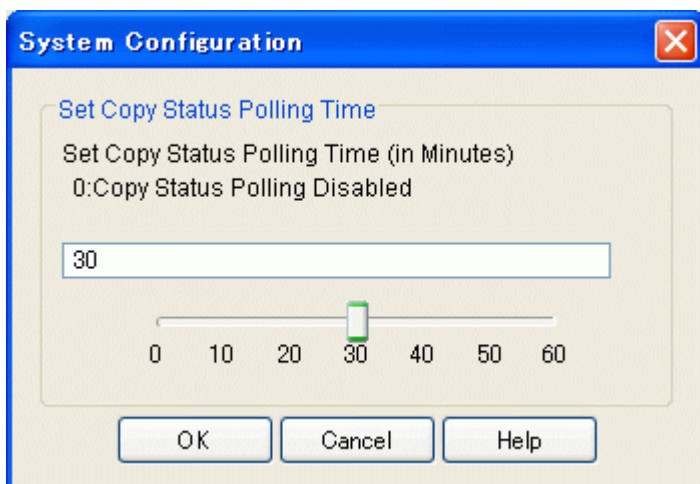 System Configuration
Set Copy Status Polling Time
Set Copy Status Polling Time (in Minutes)
0:Copy Status Polling Disabled
30
0 10 20 30 40 50 60
OK Cancel Help